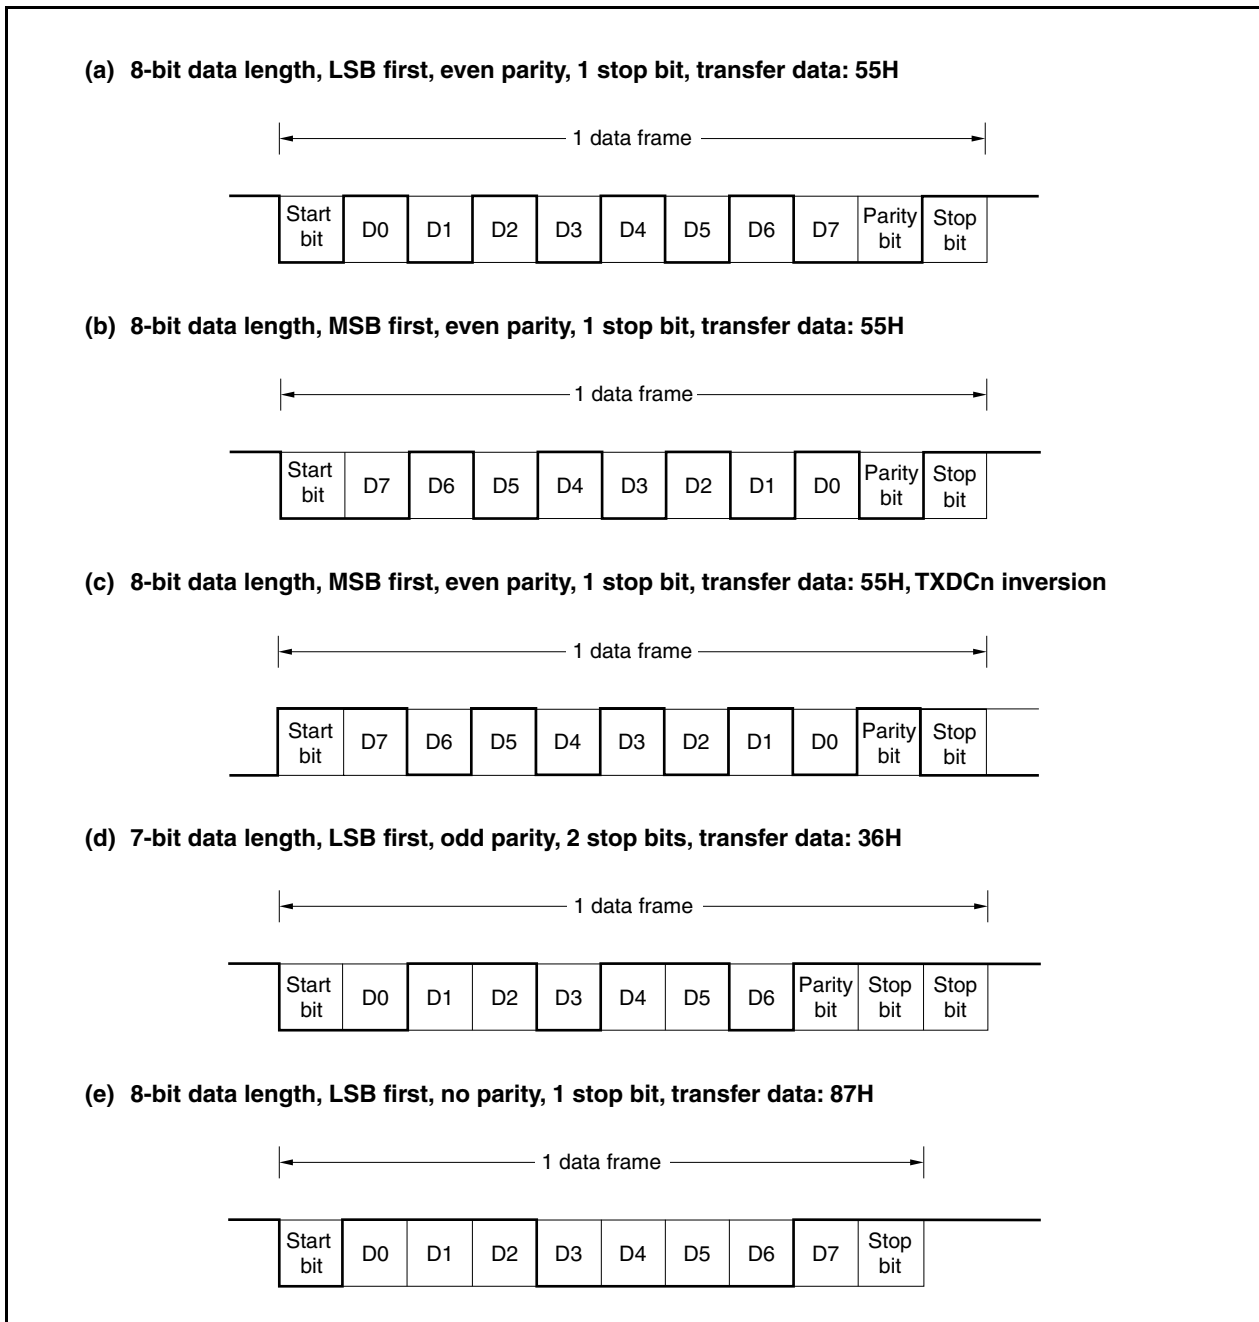 (a) 8-bit data length, LSB first, even parity, 1 stop bit, transfer data: 55H
1 data frame
Start bit D0 D1 D2 D3 D4 D5 D6 D7 Parity bit Stop bit
(b) 8-bit data length, MSB first, even parity, 1 stop bit, transfer data: 55H
1 data frame
Start bit D7 D6 D5 D4 D3 D2 D1 D0 Parity bit Stop bit
(c) 8-bit data length, MSB first, even parity, 1 stop bit, transfer data: 55H, TXDCn inversion
1 data frame
Start bit D7 D6 D5 D4 D3 D2 D1 D0 Parity bit Stop bit
(d) 7-bit data length, LSB first, odd parity, 2 stop bits, transfer data: 36H
1 data frame
Start bit D0 D1 D2 D3 D4 D5 D6 Parity bit Stop bit Stop bit
(e) 8-bit data length, LSB first, no parity, 1 stop bit, transfer data: 87H
1 data frame
Start bit D0 D1 D2 D3 D4 D5 D6 D7 Stop bit